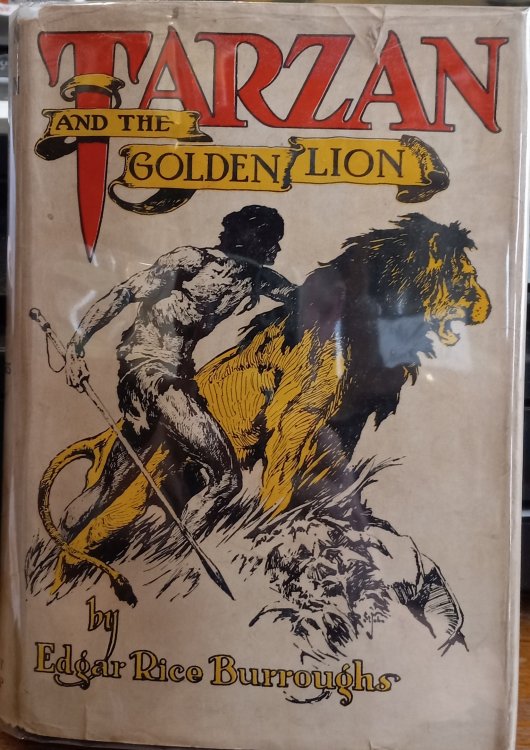 TARZAN
AND THE
GOLDEN LION
by
Edgar Rice Burroughs